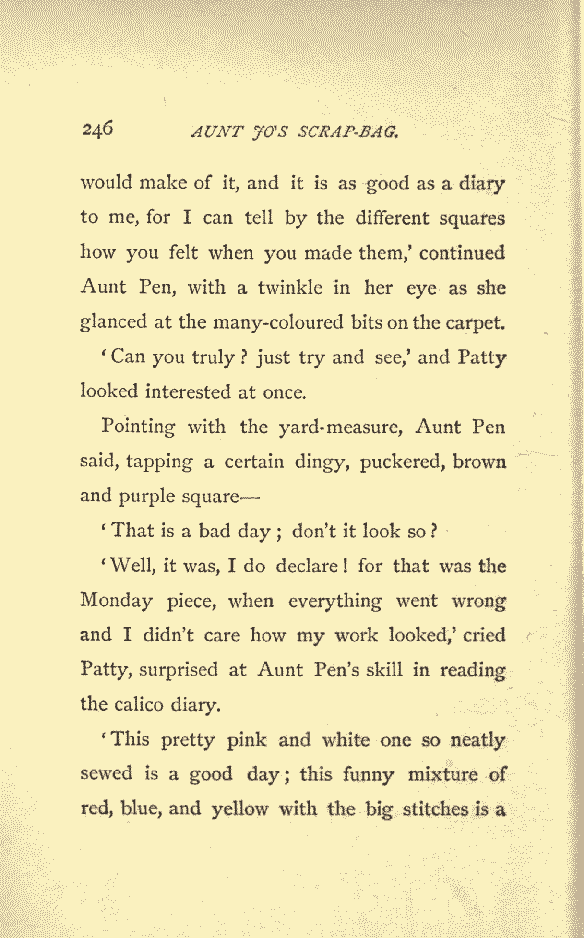 246 AUNT JO'S SCRAP-BAG.
would make of it, and it is as good as a diary
to me, for I can tell by the different squares
how you felt when you made them,' continued
Aunt Pen, with a twinkle in her eye as she
glanced at the many-coloured bits on the carpet.
'Can you truly? just try and see,' and Patty
looked interested at once.
Pointing with the yard-measure, Aunt Pen
said, tapping a certain dingy, puckered, brown
and purple square—
'That is a bad day; don't it look so?
'Well, it was, I do declare! for that was the
Monday piece, when everything went wrong
and I didn't care how my work looked,' cried
Patty, surprised at Aunt Pen's skill in reading
the calico diary.
'This pretty pink and white one so neatly
sewed is a good day; this funny mixture of
red, blue, and yellow with the big stitches is a